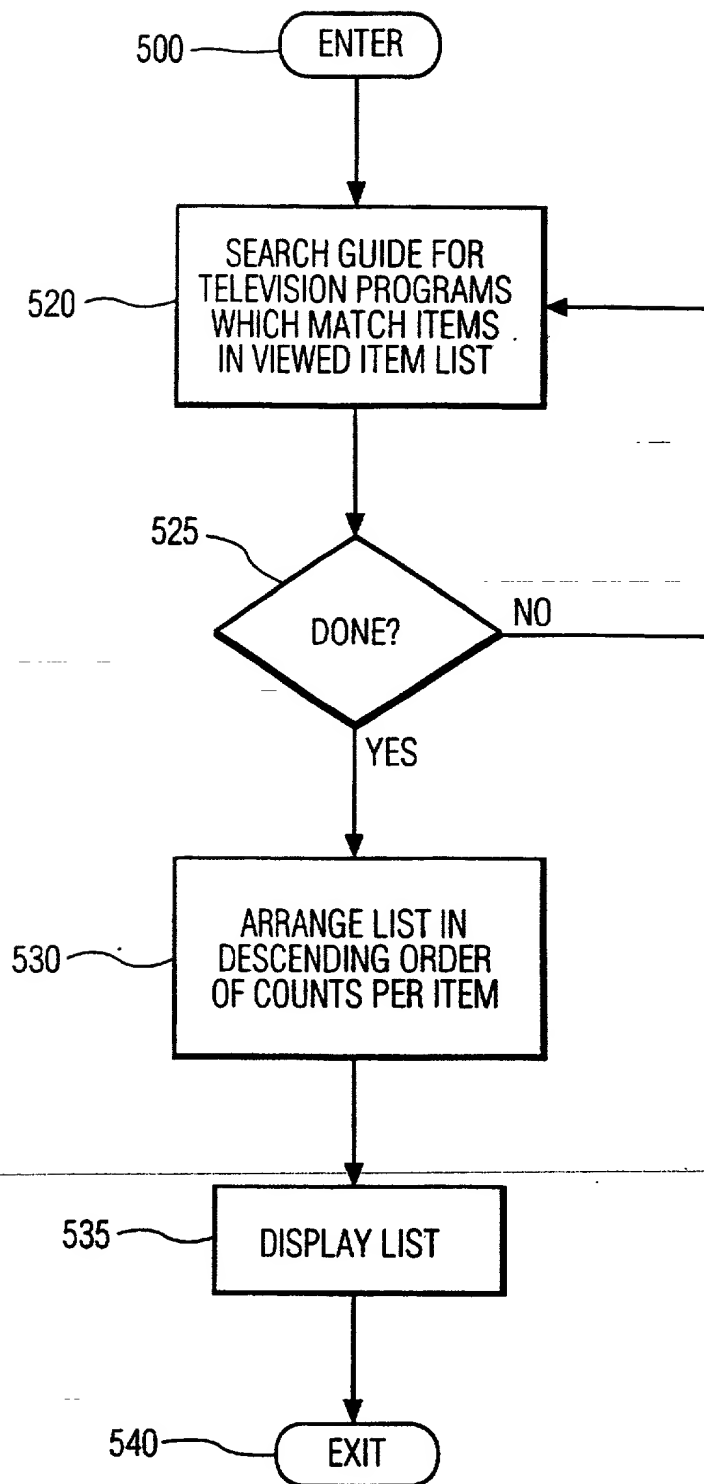 500
ENTER
520
SEARCH GUIDE FOR
TELEVISION PROGRAMS
WHICH MATCH ITEMS
IN VIEWED ITEM LIST
525
DONE?
NO
YES
530
ARRANGE LIST IN
DESCENDING ORDER
OF COUNTS PER ITEM
535
DISPLAY LIST
540
EXIT